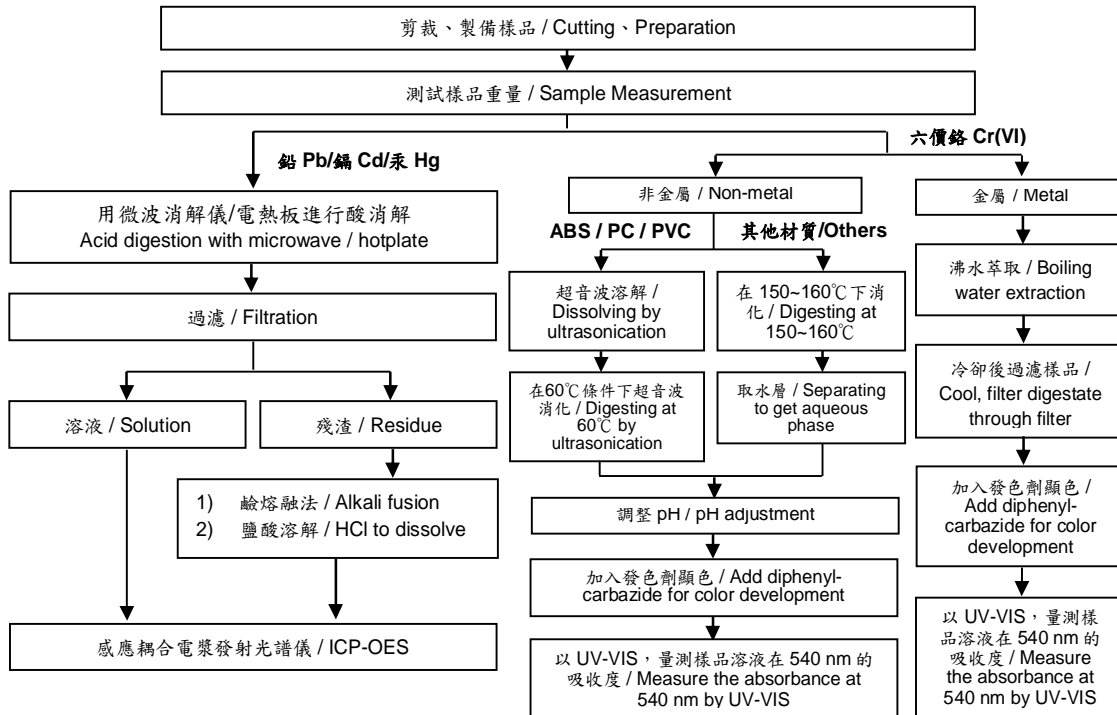 剪裁、製備樣品 / Cutting、Preparation
測試樣品重量 / Sample Measurement
鉛 Pb/鎘 Cd/汞 Hg
六價鉻 Cr(VI)
用微波消解儀/電熱板進行酸消解
Acid digestion with microwave / hotplate
過濾 / Filtration
溶液 / Solution
殘渣 / Residue
1) 鹼熔融法 / Alkali fusion
2) 鹽酸溶解 / HCl to dissolve
感應耦合電漿發射光譜儀 / ICP-OES
非金屬 / Non-metal
ABS / PC / PVC
其他材質/Others
超音波溶解 /
Dissolving by
ultrasonication
在60℃條件下超音波
消化 / Digesting at
60℃ by
ultrasonication
在 150~160℃下消
化 / Digesting at
150~160℃
取水層 / Separating
to get aqueous
phase
調整 pH / pH adjustment
加入發色劑顯色 / Add diphenyl-
carbazide for color development
以 UV-VIS，量測樣品溶液在 540 nm 的
吸收度 / Measure the absorbance at
540 nm by UV-VIS
金屬 / Metal
沸水萃取 / Boiling
water extraction
冷卻後過濾樣品 /
Cool, filter digestate
through filter
加入發色劑顯色 /
Add diphenyl-
carbazide for color
development
以 UV-VIS，量測樣
品溶液在 540 nm 的
吸收度 / Measure
the absorbance at
540 nm by UV-VIS